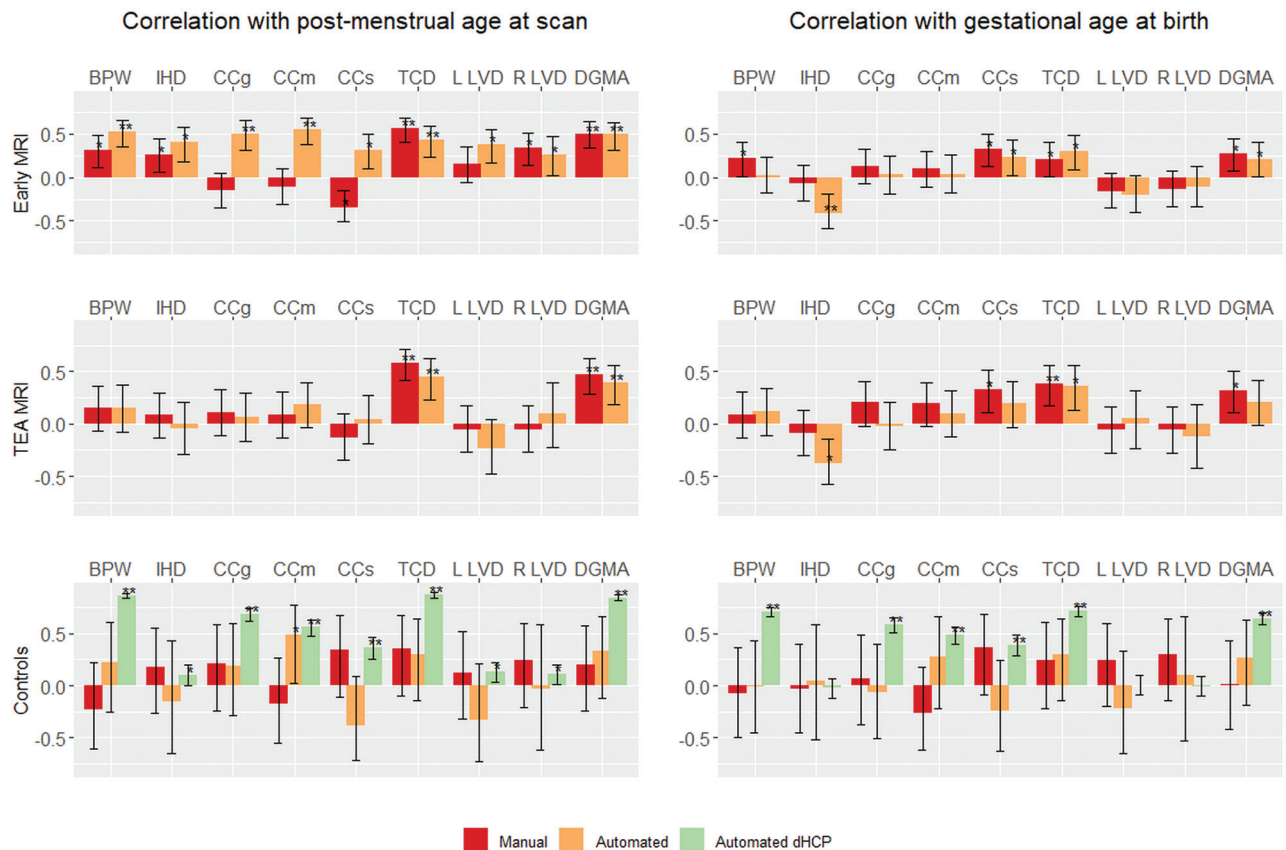 Correlation with post-menstrual age at scan
Correlation with gestational age at birth
BPW IHD CCg CCm CCs TCD L LVD R LVD DGMA
BPW IHD CCg CCm CCs TCD L LVD R LVD DGMA
Early MRI
0.5
0.0
-0.5
* ** * * ** ** * * ** ** * * * ** **
* ** * * * * * *
BPW IHD CCg CCm CCs TCD L LVD R LVD DGMA
BPW IHD CCg CCm CCs TCD L LVD R LVD DGMA
TEA MRI
0.5
0.0
-0.5
** ** ** **
* * ** * *
BPW IHD CCg CCm CCs TCD L LVD R LVD DGMA
BPW IHD CCg CCm CCs TCD L LVD R LVD DGMA
Controls
0.5
0.0
-0.5
** * ** * ** ** ** * * **
** ** ** ** ** **
Manual Automated Automated dHCP